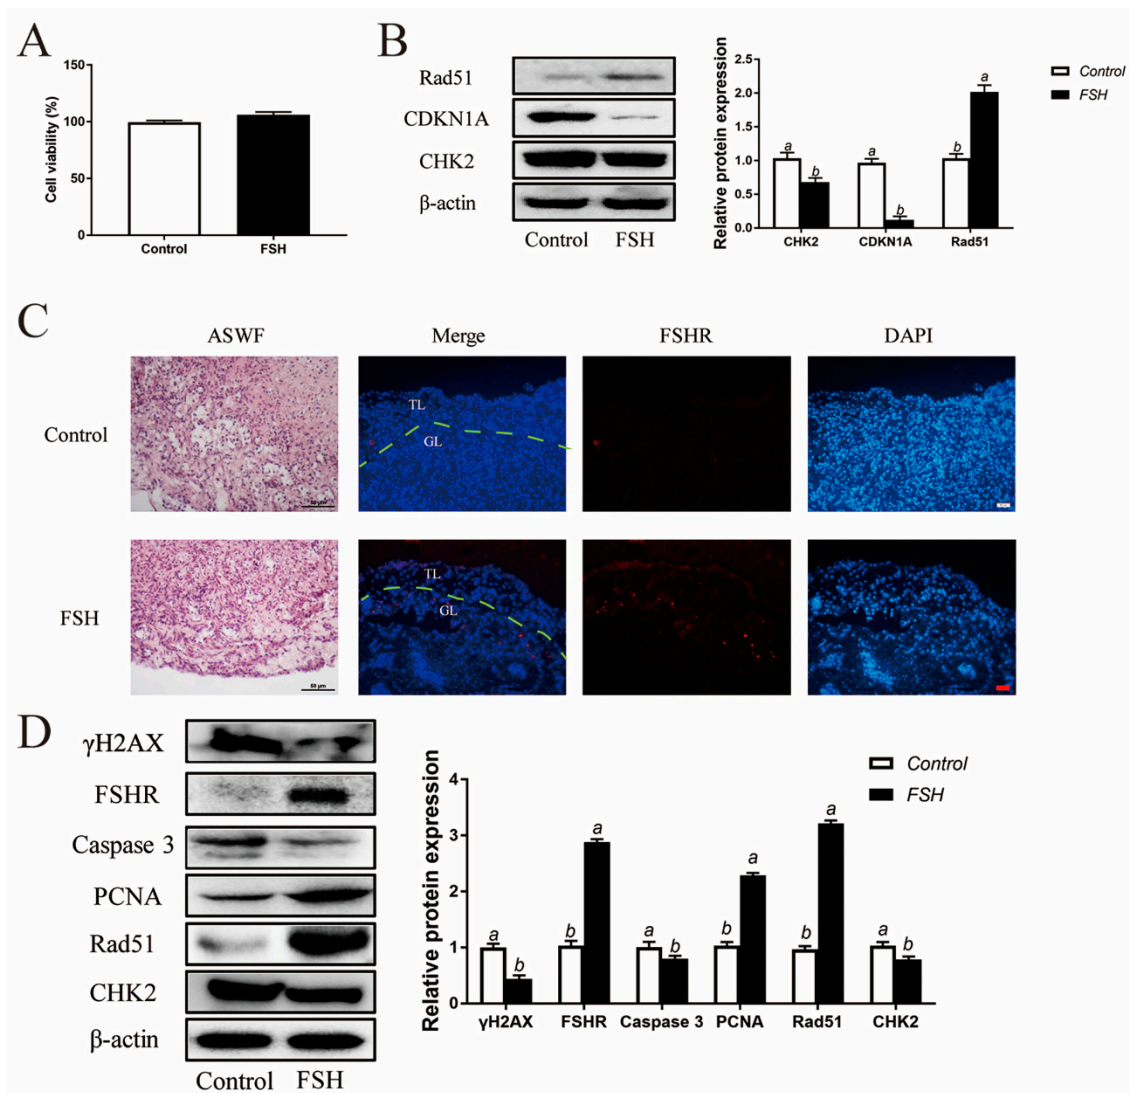 A
Cell viability (%)
150
100
50
0
Control
FSH
B
Rad51
CDKN1A
CHK2
β-actin
Control FSH
Relative protein expression
2.5
2.0
1.5
1.0
0.5
0.0
a
b
a
b
b
a
CHK2 CDKN1A Rad51
Control
FSH
C
ASWF Merge FSHR DAPI
Control
TL
GL
FSH
TL
GL
50 μm
D
γH2AX
FSHR
Caspase 3
PCNA
Rad51
CHK2
β-actin
Control FSH
Relative protein expression
4
3
2
1
0
a
b
b
a
a
b
b
a
b
a
a
b
γH2AX FSHR Caspase 3 PCNA Rad51 CHK2
Control
FSH